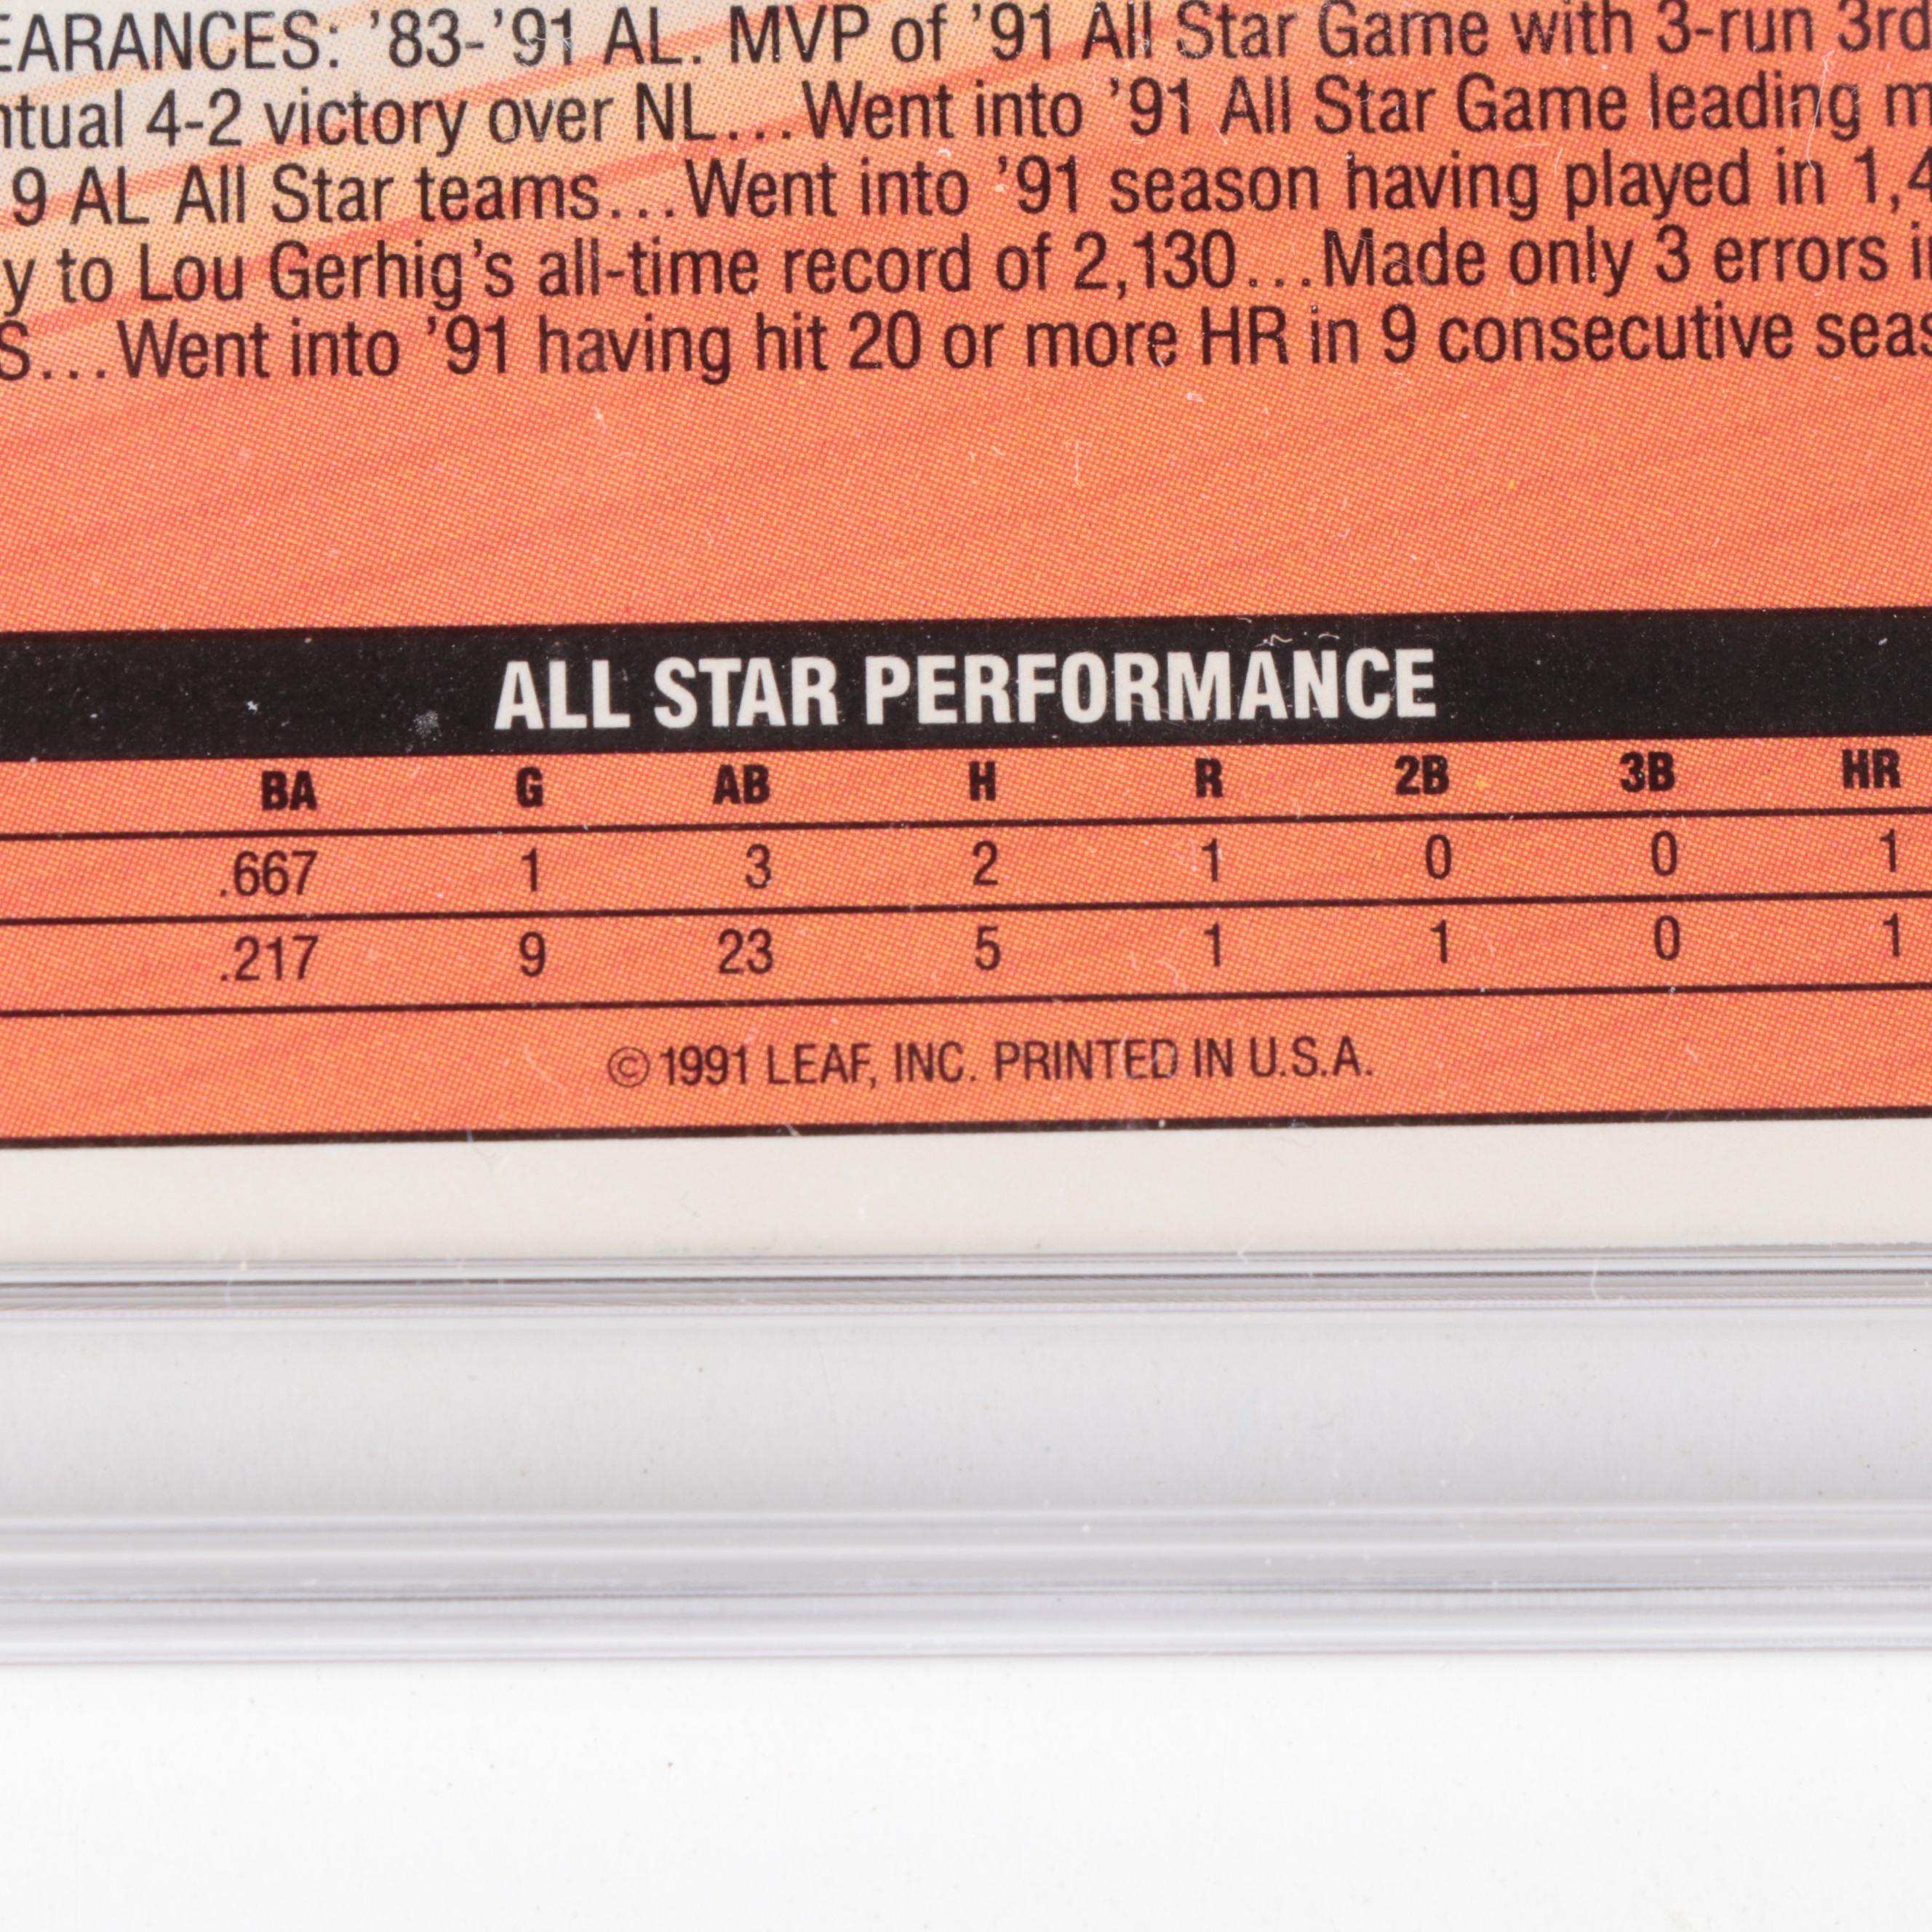 EARANCES: '83-'91 AL. MVP of '91 All Star Game with 3-run 3rd
ntual 4-2 victory over NL...Went into '91 All Star Game leading m
9 AL All Star teams...Went into '91 season having played in 1,4
y to Lou Gerhig's all-time record of 2,130...Made only 3 errors i
S...Went into '91 having hit 20 or more HR in 9 consecutive seas
ALL STAR PERFORMANCE
BA G AB H R 2B 3B HR
.667 1 3 2 1 0 0 1
.217 9 23 5 1 1 0 1
© 1991 LEAF, INC. PRINTED IN U.S.A.